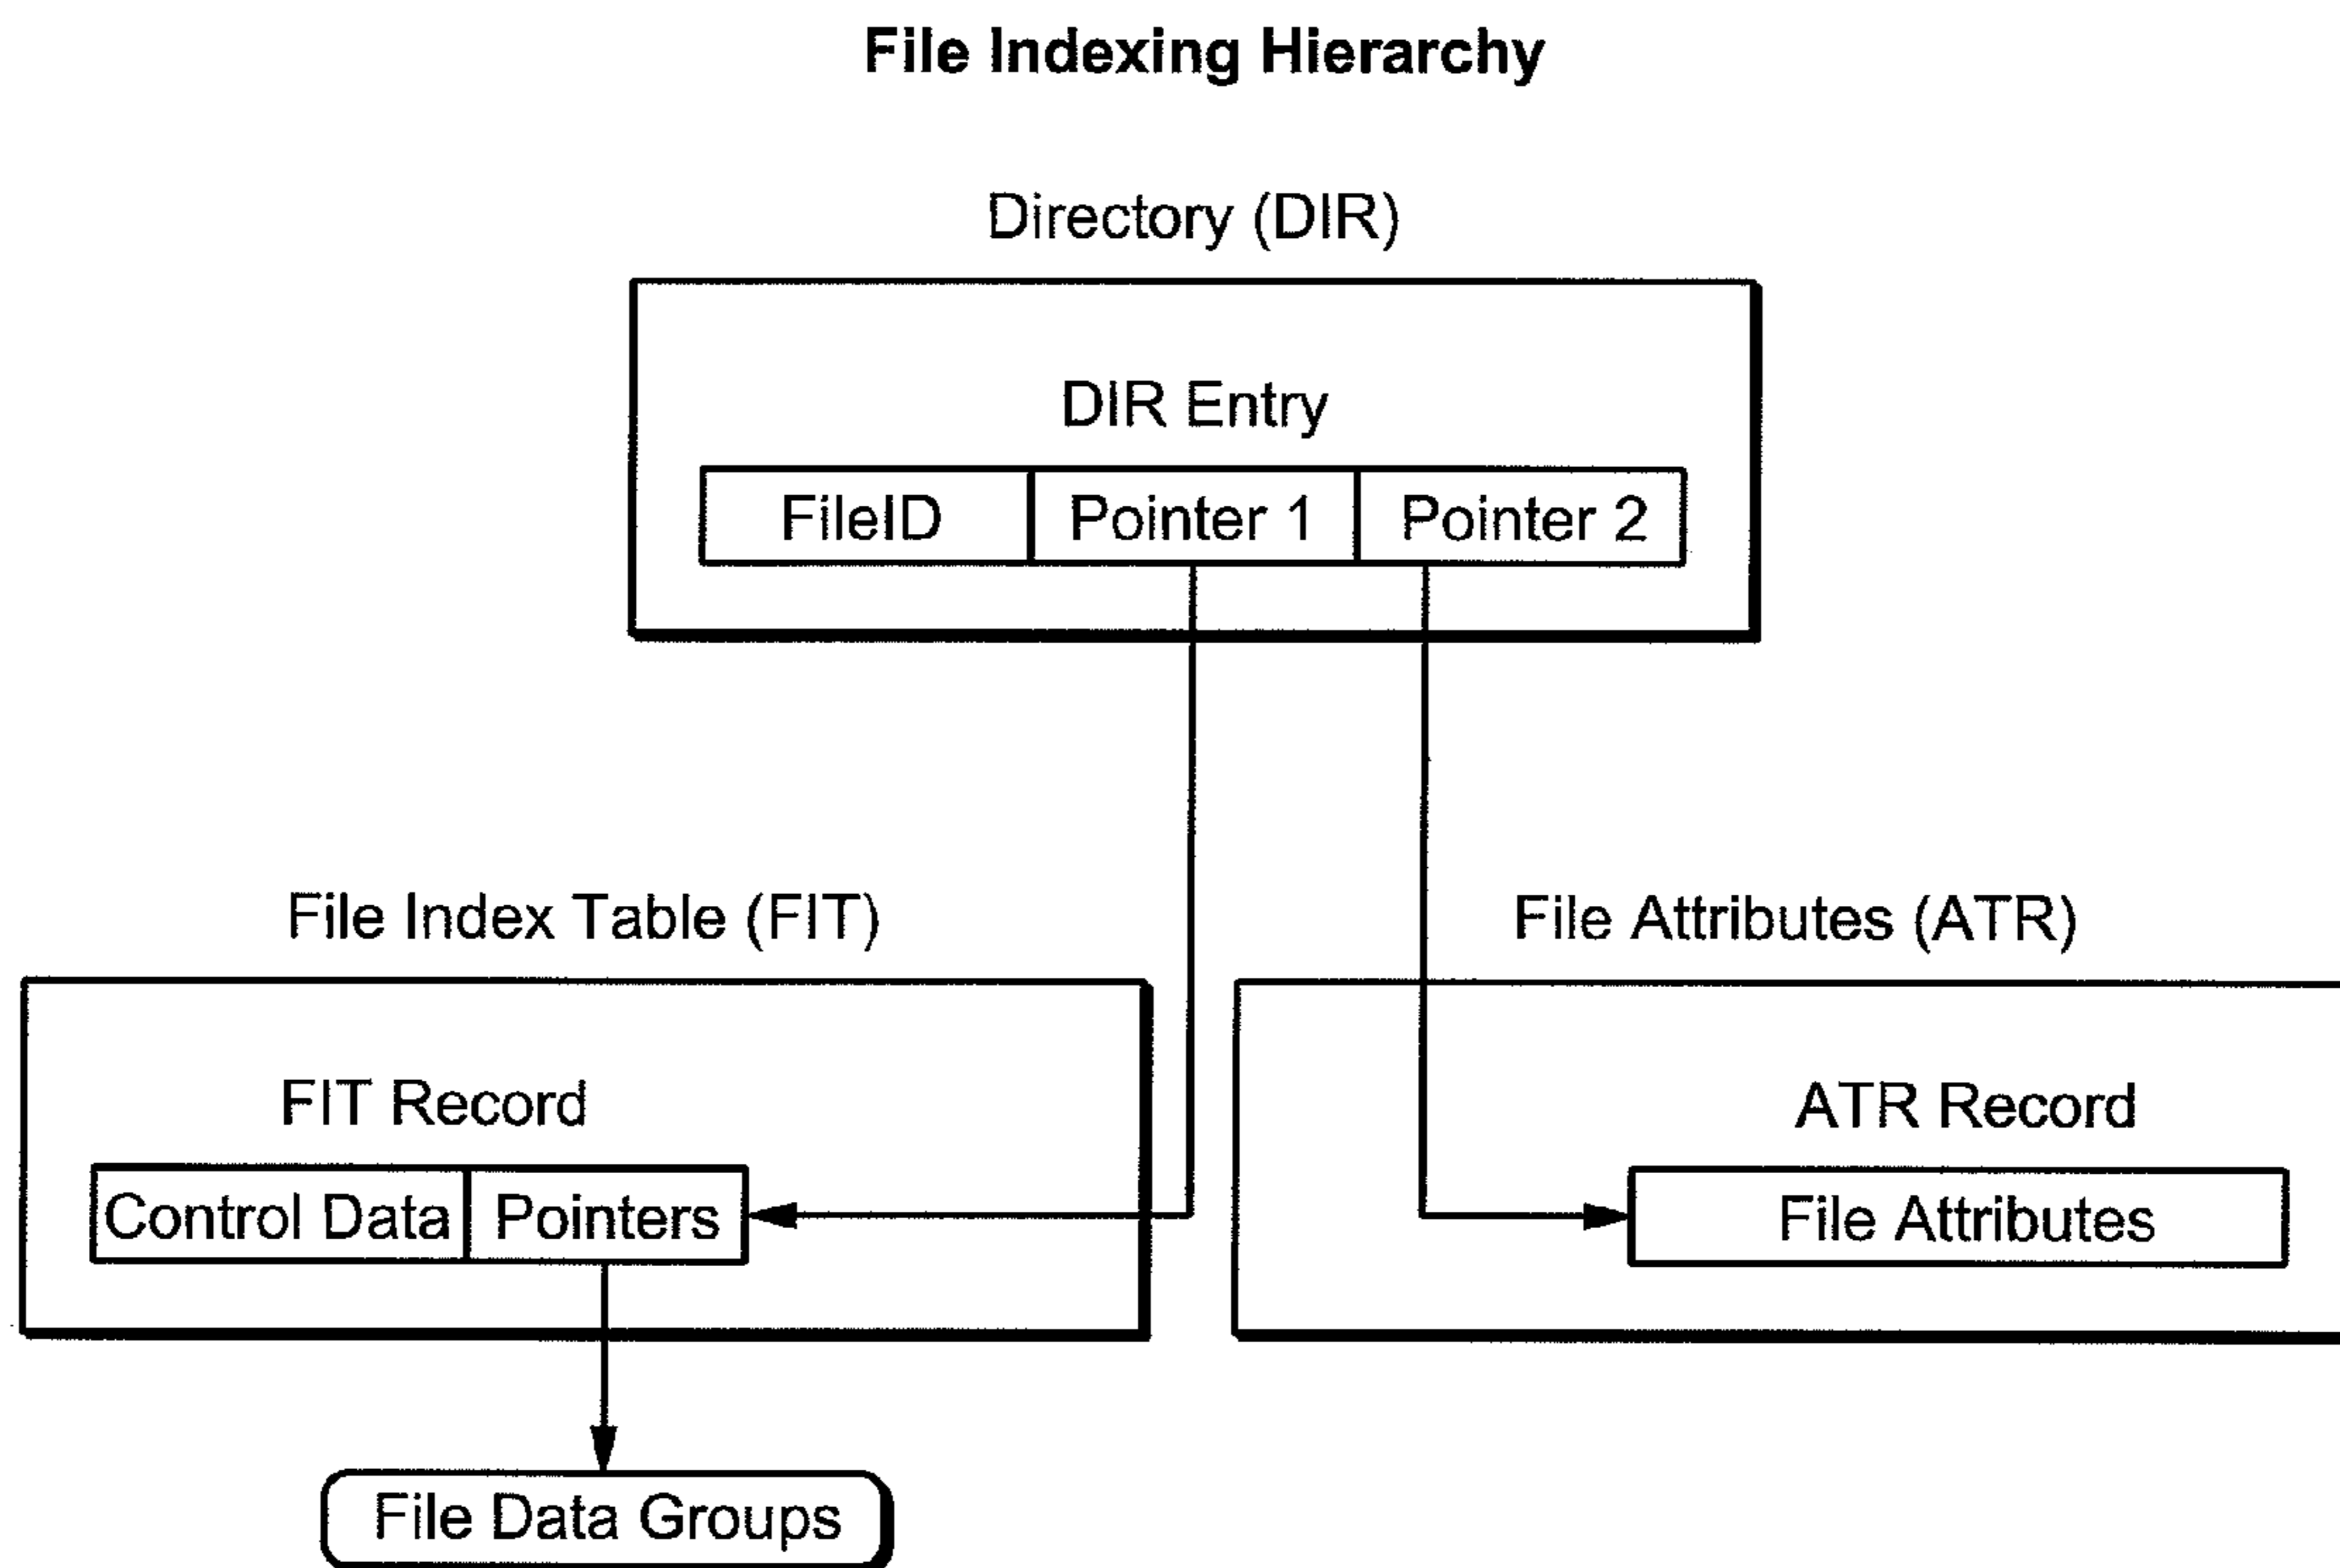 File Indexing Hierarchy
Directory (DIR)
DIR Entry
FileID Pointer 1 Pointer 2
File Index Table (FIT)
File Attributes (ATR)
FIT Record
ATR Record
Control Data Pointers
File Attributes
File Data Groups